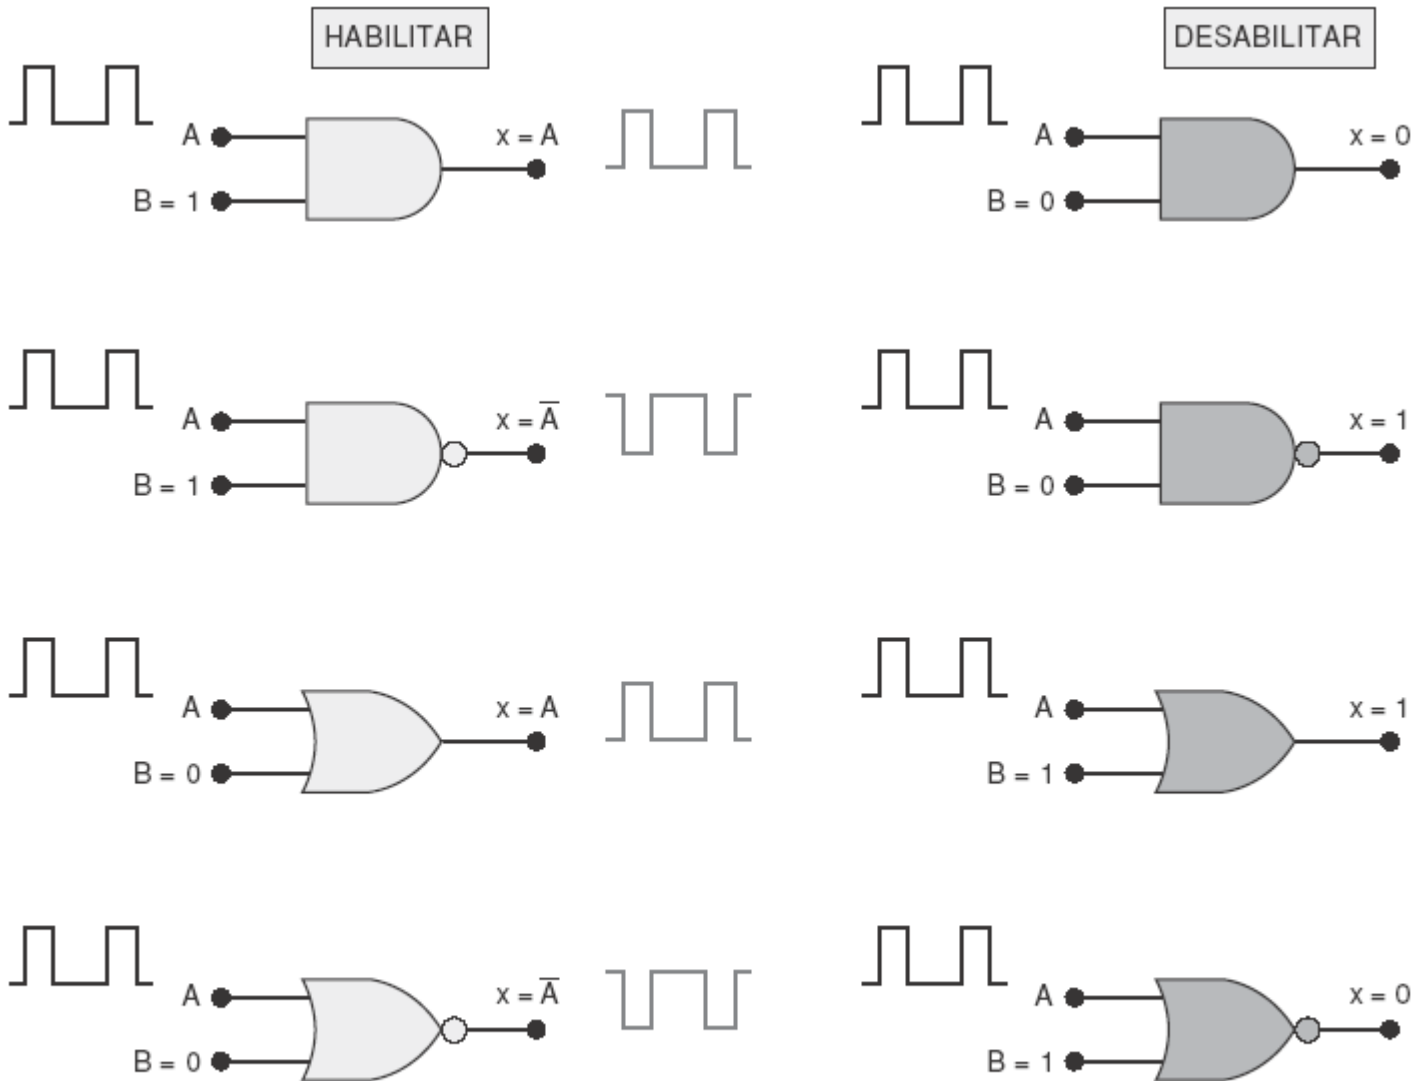 HABILITAR
DESABILITAR
A
x = A
B = 1
A
x = 0
B = 0
A
x = A̅
B = 1
A
x = 1
B = 0
A
x = A
B = 0
A
x = 1
B = 1
A
x = A̅
B = 0
A
x = 0
B = 1